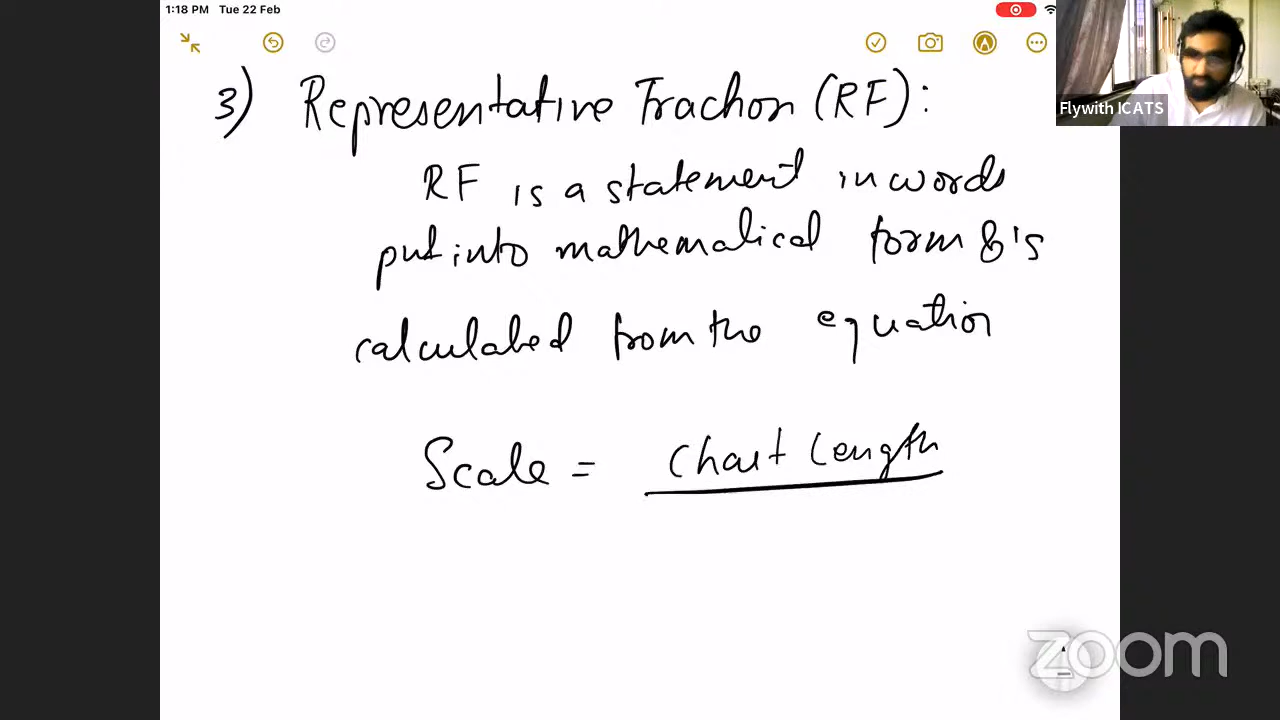 1:18 PM Tue 22 Feb
Flywith ICATS
3) Representative Fraction (RF):
RF is a statement in words
put into mathematical form & is
calculated from the equation
Scale = Chart Length
zoom